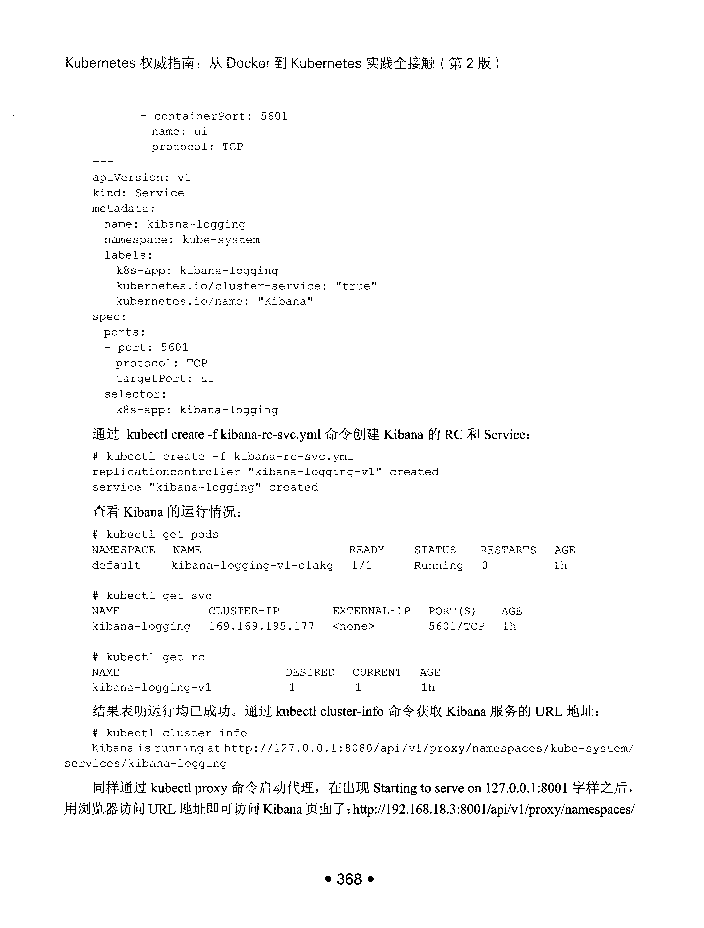 Kubernetes 权威指南：从 Docker 到 Kubernetes 实践全接触（第 2 版）
- containerPort: 5601
name: ui
protocol: TCP
---
apiVersion: v1
kind: Service
metadata:
name: kibana-logging
namespace: kube-system
labels:
k8s-app: kibana-logging
kubernetes.io/cluster-service: "true"
kubernetes.io/name: "Kibana"
spec:
ports:
- port: 5601
protocol: TCP
targetPort: ui
selector:
k8s-app: kibana-logging
通过 kubectl create -f kibana-rc-svc.yml 命令创建 Kibana 的 RC 和 Service：
# kubectl create -f kibana-rc-svc.yml
replicationcontroller "kibana-logging-v1" created
service "kibana-logging" created
查看 Kibana 的运行情况：
# kubectl get pods
NAMESPACE NAME READY STATUS RESTARTS AGE
default kibana-logging-v1-olakg 1/1 Running 0 1h
# kubectl get svc
NAME CLUSTER-IP EXTERNAL-IP PORT(S) AGE
kibana-logging 169.169.195.177 <none> 5601/TCP 1h
# kubectl get rc
NAME DESIRED CURRENT AGE
kibana-logging-v1 1 1 1h
结果表明运行均已成功。通过 kubectl cluster-info 命令获取 Kibana 服务的 URL 地址：
# kubectl cluster-info
Kibana is running at http://127.0.0.1:8080/api/v1/proxy/namespaces/kube-system/
services/kibana-logging
同样通过 kubectl proxy 命令启动代理，在出现 Starting to serve on 127.0.0.1:8001 字样之后，
用浏览器访问 URL 地址即可访问 Kibana 页面了：http://192.168.18.3:8001/api/v1/proxy/namespaces/
• 368 •